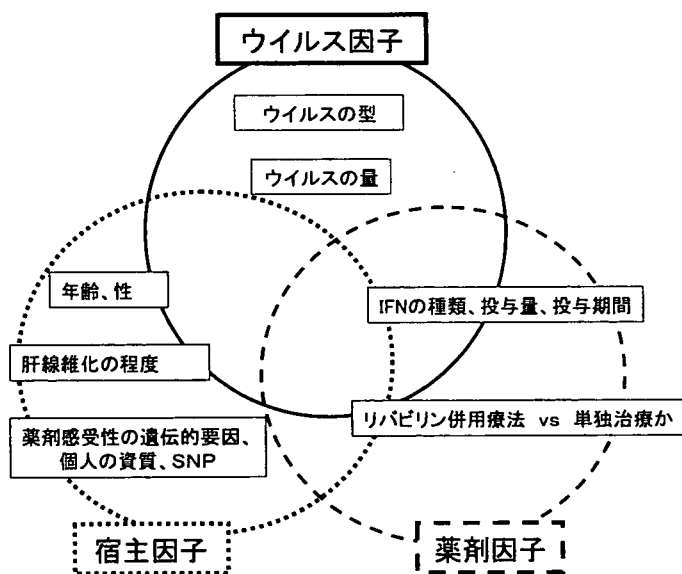 ウイルス因子
ウイルスの型
ウイルスの量
年齢、性
IFNの種類、投与量、投与期間
肝線維化の程度
リバビリン併用療法 vs 単独治療か
薬剤感受性の遺伝的要因、
個人の資質、SNP
宿主因子
薬剤因子